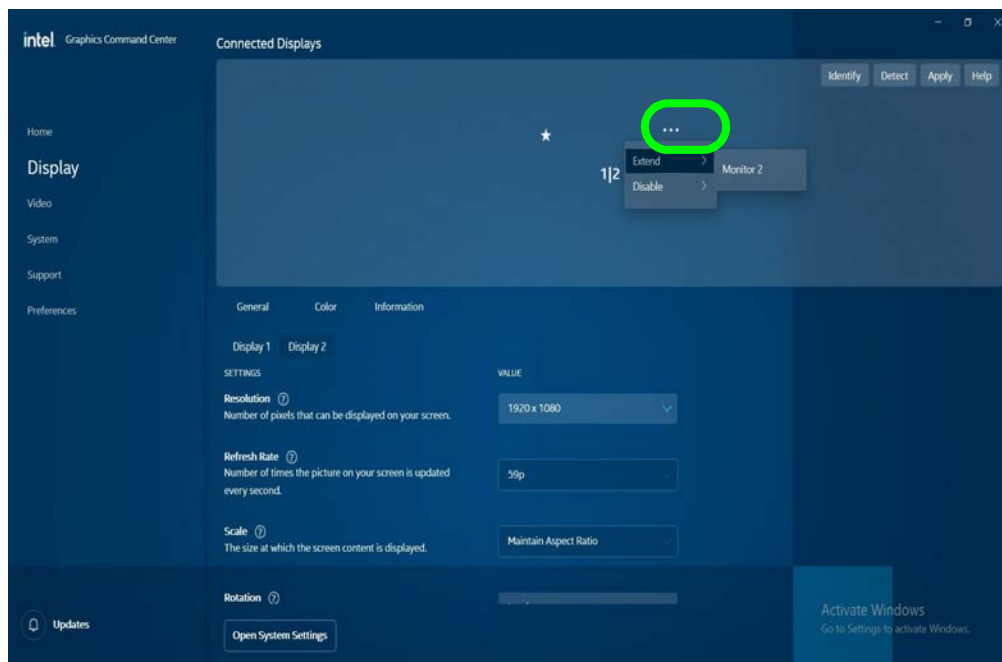 intel. Graphics Command Center
Connected Displays
Identify Detect Apply Help
Home
Display
Video
System
Support
Preferences
...
1|2
Extend
Monitor 2
Disable
General Color Information
Display 1 Display 2
SETTINGS VALUE
Resolution ?
Number of pixels that can be displayed on your screen.
1920 x 1080
Refresh Rate ?
Number of times the picture on your screen is updated
every second.
59p
Scale ?
The size at which the screen content is displayed.
Maintain Aspect Ratio
Rotation ?
Updates
Open System Settings
Activate Windows
Go to Settings to activate Windows.